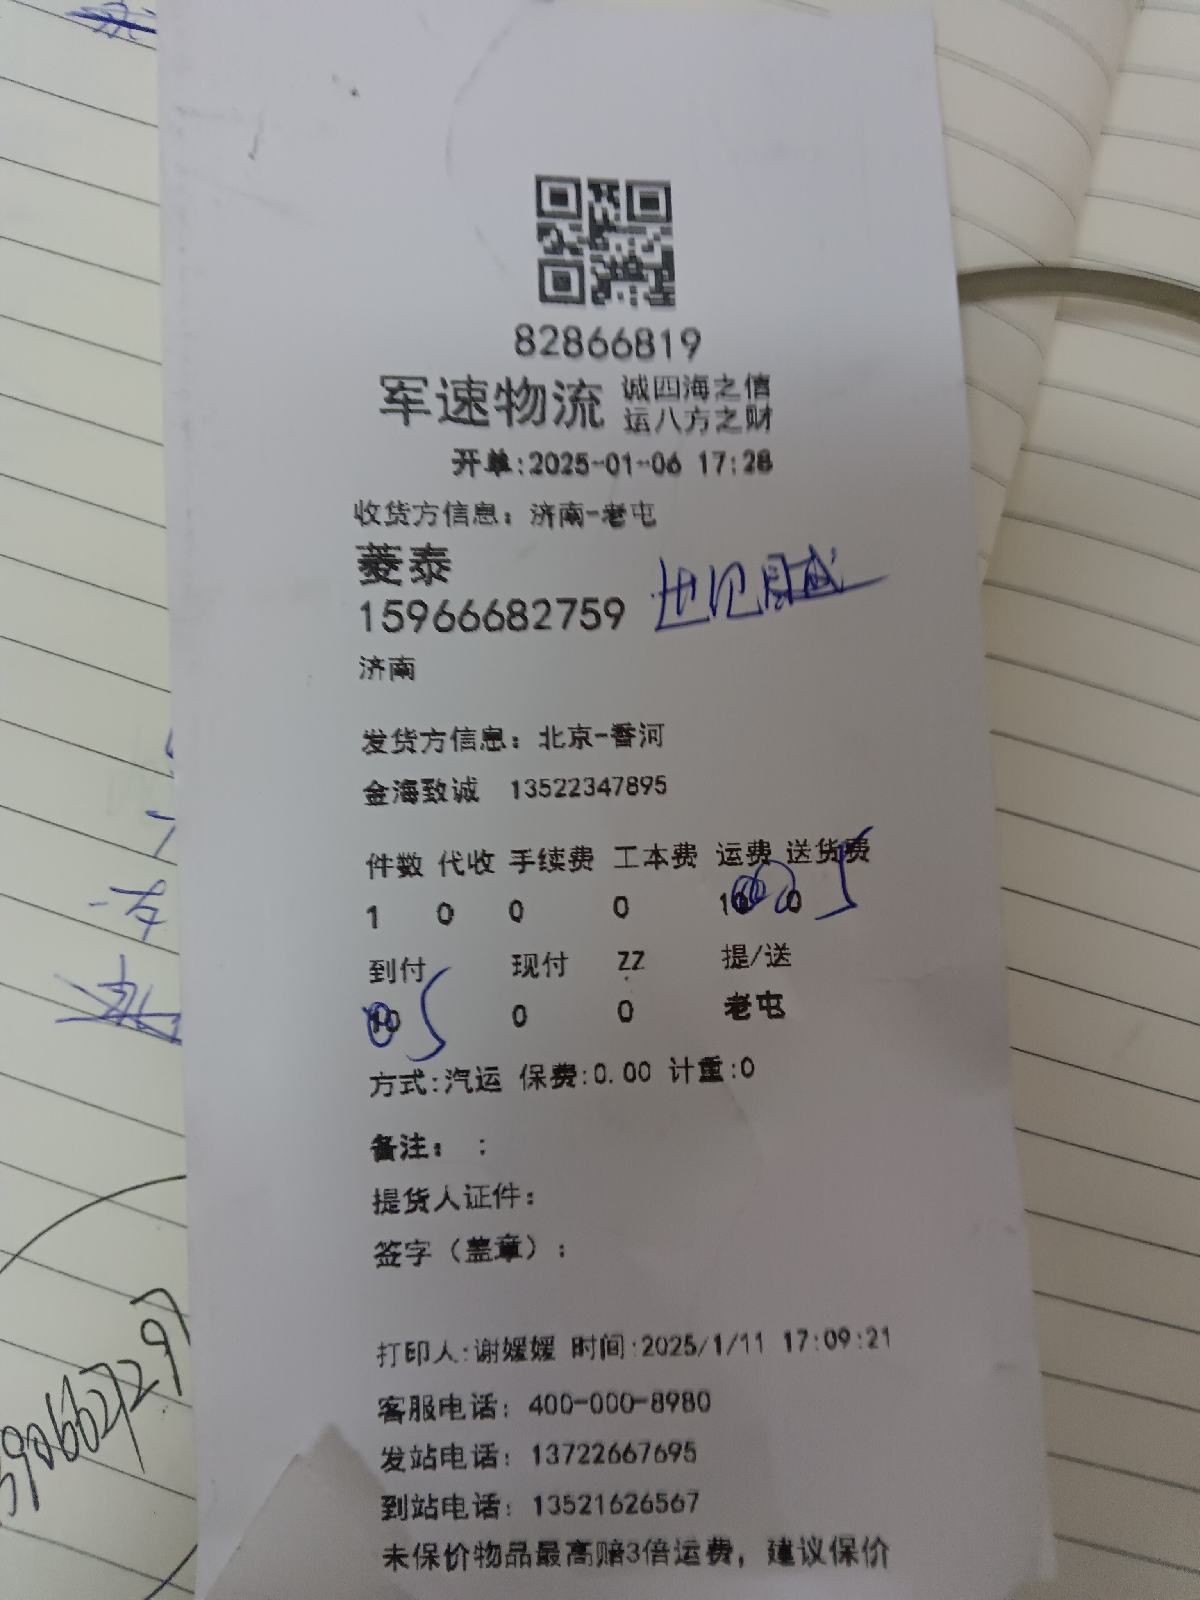 82866819
军速物流 诚四海之信
运八方之财
开单:2025-01-06 17:28
收货方信息：济南-老屯
菱泰
15966682759
济南
发货方信息：北京-香河
金海致诚 13522347895
件数 代收 手续费 工本费 运费 送货费
1 0 0 0 10 0 5
到付 现付 ZZ 提/送
10 5 0 0 老屯
方式:汽运 保费:0.00 计重:0
备注： :
提货人证件:
签字（盖章）:
打印人:谢媛媛 时间:2025/1/11 17:09:21
客服电话: 400-000-8980
发站电话: 13722667695
到站电话: 13521626567
未保价物品最高赔3倍运费，建议保价